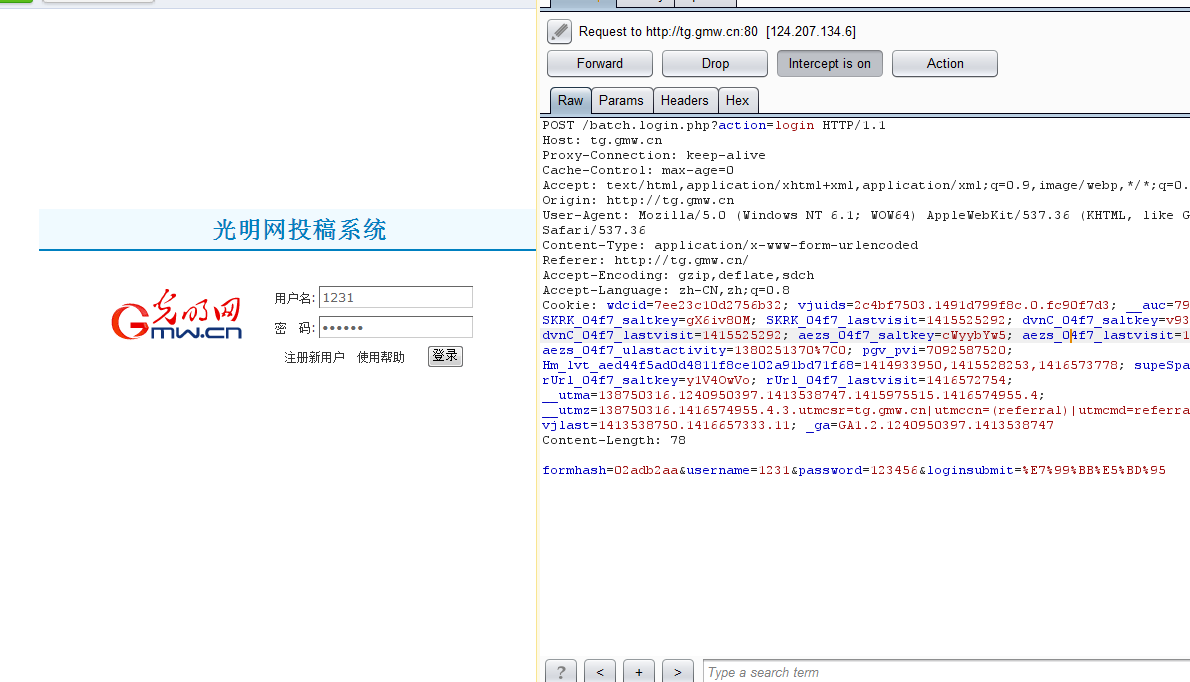 光明网投稿系统
光明网
GMW.CN
用户名: 1231
密 码: ••••••
注册新用户 使用帮助 登录
Request to http://tg.gmw.cn:80 [124.207.134.6]
Forward Drop Intercept is on Action
Raw Params Headers Hex
POST /batch.login.php?action=login HTTP/1.1
Host: tg.gmw.cn
Proxy-Connection: keep-alive
Cache-Control: max-age=0
Accept: text/html,application/xhtml+xml,application/xml;q=0.9,image/webp,*/*;q=0.
Origin: http://tg.gmw.cn
User-Agent: Mozilla/5.0 (Windows NT 6.1; WOW64) AppleWebKit/537.36 (KHTML, like G
Safari/537.36
Content-Type: application/x-www-form-urlencoded
Referer: http://tg.gmw.cn/
Accept-Encoding: gzip,deflate,sdch
Accept-Language: zh-CN,zh;q=0.8
Cookie: wdcid=7ee23c10d2756b32; vjuids=2c4bf7503.1491d799f8c.0.fc90f7d3; __auc=79
SKRK_04f7_saltkey=gX6iv80M; SKRK_04f7_lastvisit=1415525292; dvnC_04f7_saltkey=v93
dvnC_04f7_lastvisit=1415525292; aezs_04f7_saltkey=cWyybYw5; aezs_04f7_lastvisit=1
aezs_04f7_ulastactivity=1380251370%7C0; pgv_pvi=7092587520;
Hm_lvt_aed44f5ad0d4811f8ce102a91bd71f68=1414933950,1415528253,1416573778; supeSpa
rUrl_04f7_saltkey=y1V4OwVo; rUrl_04f7_lastvisit=1416572754;
__utma=138750316.1240950397.1413538747.1415975515.1416574955.4;
__utmz=138750316.1416574955.4.3.utmcsr=tg.gmw.cn|utmccn=(referral)|utmcmd=referra
vjlast=1413538750.1416657333.11; _ga=GA1.2.1240950397.1413538747
Content-Length: 78
formhash=02adb2aa&username=1231&password=123456&loginsubmit=%E7%99%BB%E5%BD%95
? < + > Type a search term